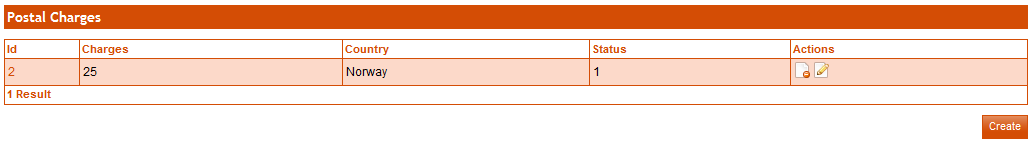 Postal Charges
Id Charges Country Status Actions
2 25 Norway 1
1 Result
Create